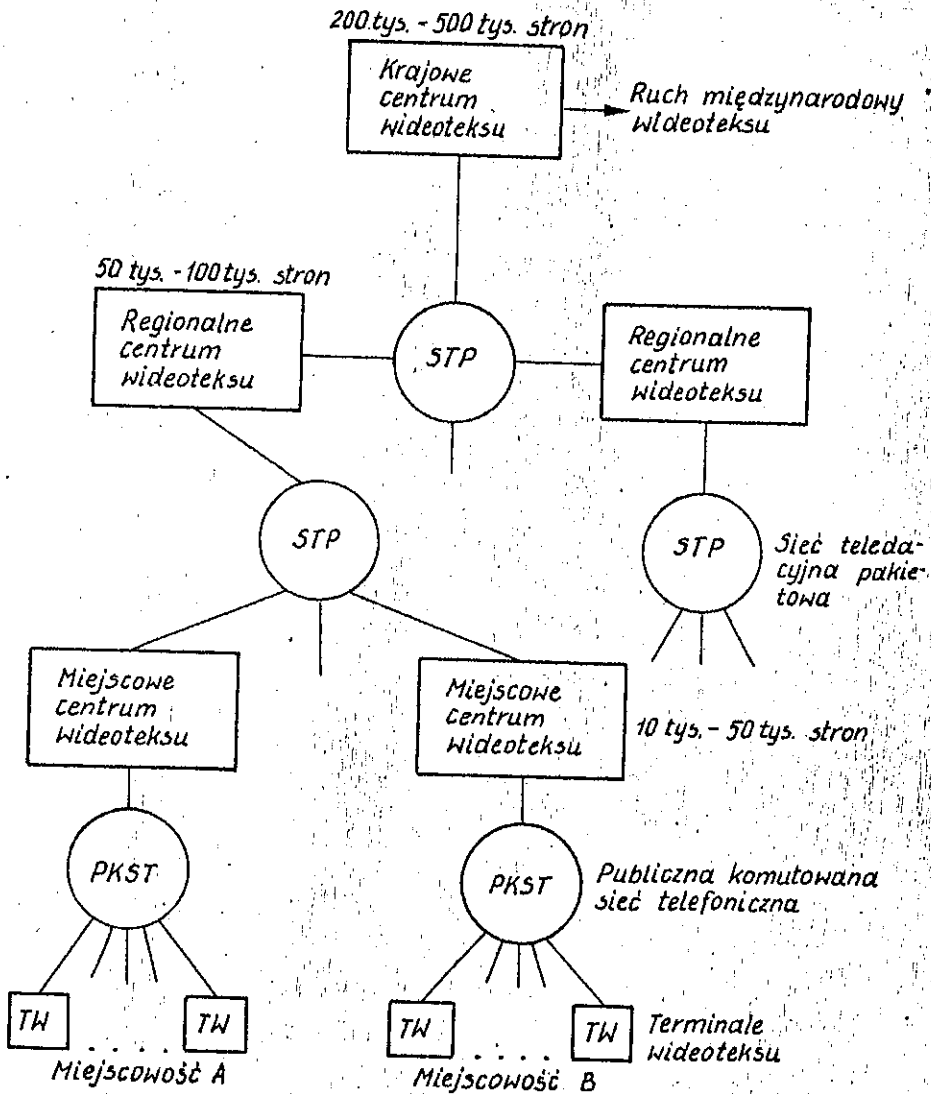 200 tys. - 500 tys. stron
Krajowe
centrum
wideoteksu
Ruch międzynarodowy
wideoteksu
50 tys. - 100 tys. stron
Regionalne
centrum
wideoteksu
STP
Regionalne
centrum
wideoteksu
STP
STP
Sieć teleda-
cyjna pakie-
towa
Miejscowe
centrum
wideoteksu
Miejscowe
centrum
wideoteksu
10 tys. - 50 tys. stron
PKST
PKST
Publiczna komutowana
sieć telefoniczna
TW
TW
TW
TW
Terminale
wideoteksu
Miejscowość A
Miejscowość B